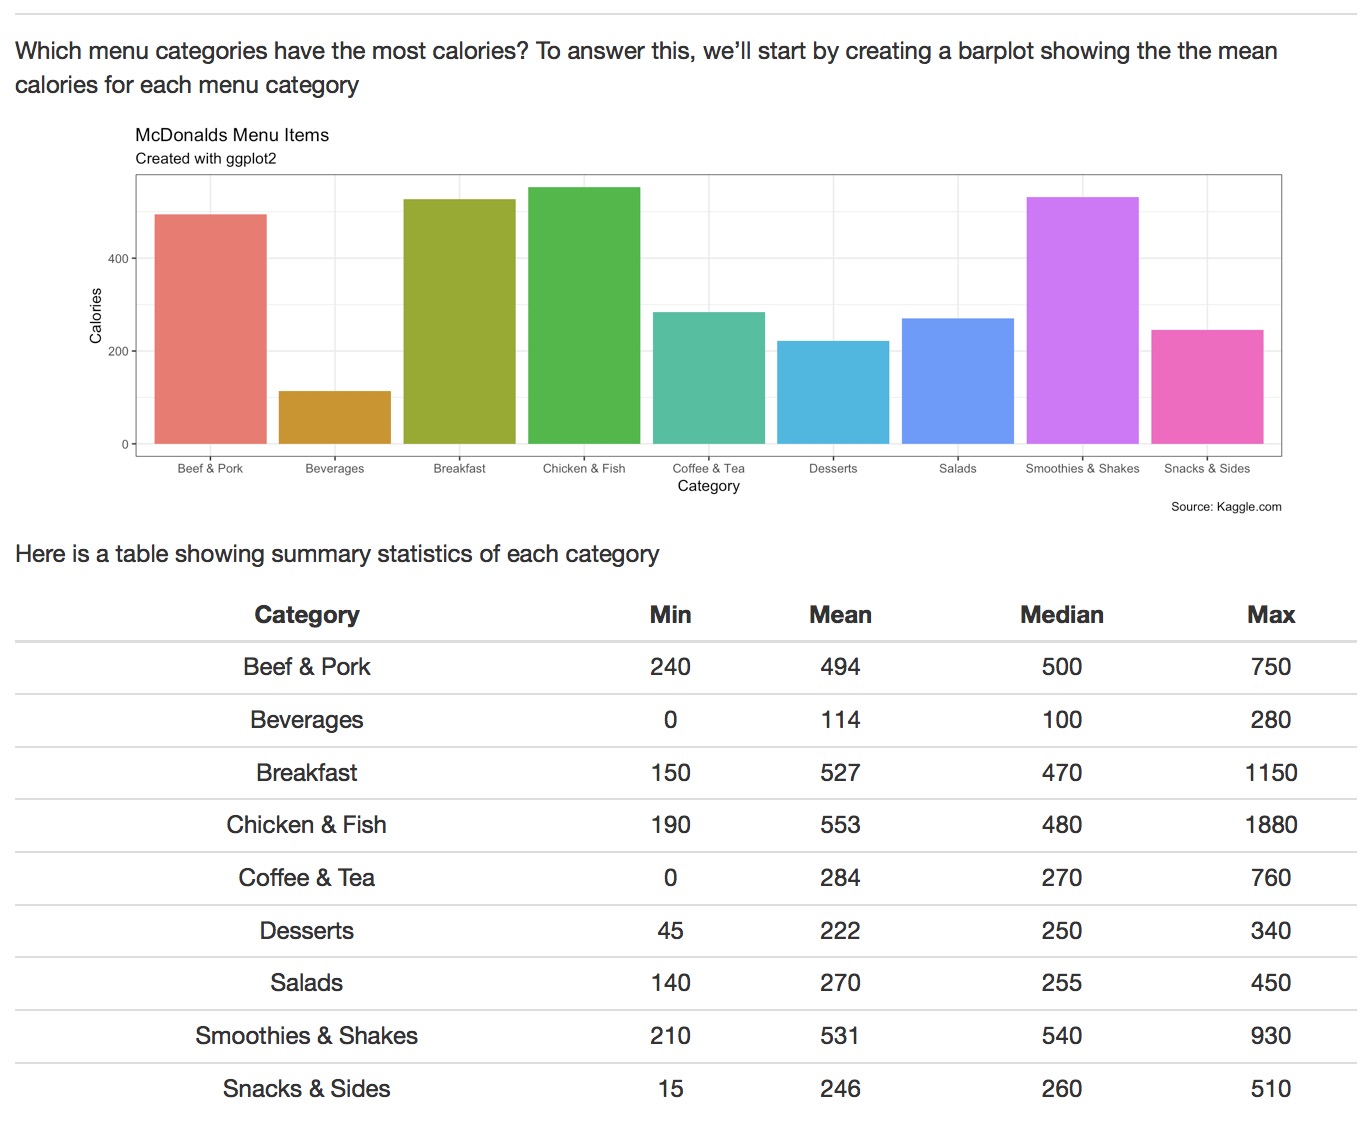 Which menu categories have the most calories? To answer this, we’ll start by creating a barplot showing the the mean
calories for each menu category
McDonalds Menu Items
Created with ggplot2
Calories
400
200
0
Beef & Pork Beverages Breakfast Chicken & Fish Coffee & Tea Desserts Salads Smoothies & Shakes Snacks & Sides
Category
Source: Kaggle.com
Here is a table showing summary statistics of each category
Category Min Mean Median Max
Beef & Pork 240 494 500 750
Beverages 0 114 100 280
Breakfast 150 527 470 1150
Chicken & Fish 190 553 480 1880
Coffee & Tea 0 284 270 760
Desserts 45 222 250 340
Salads 140 270 255 450
Smoothies & Shakes 210 531 540 930
Snacks & Sides 15 246 260 510